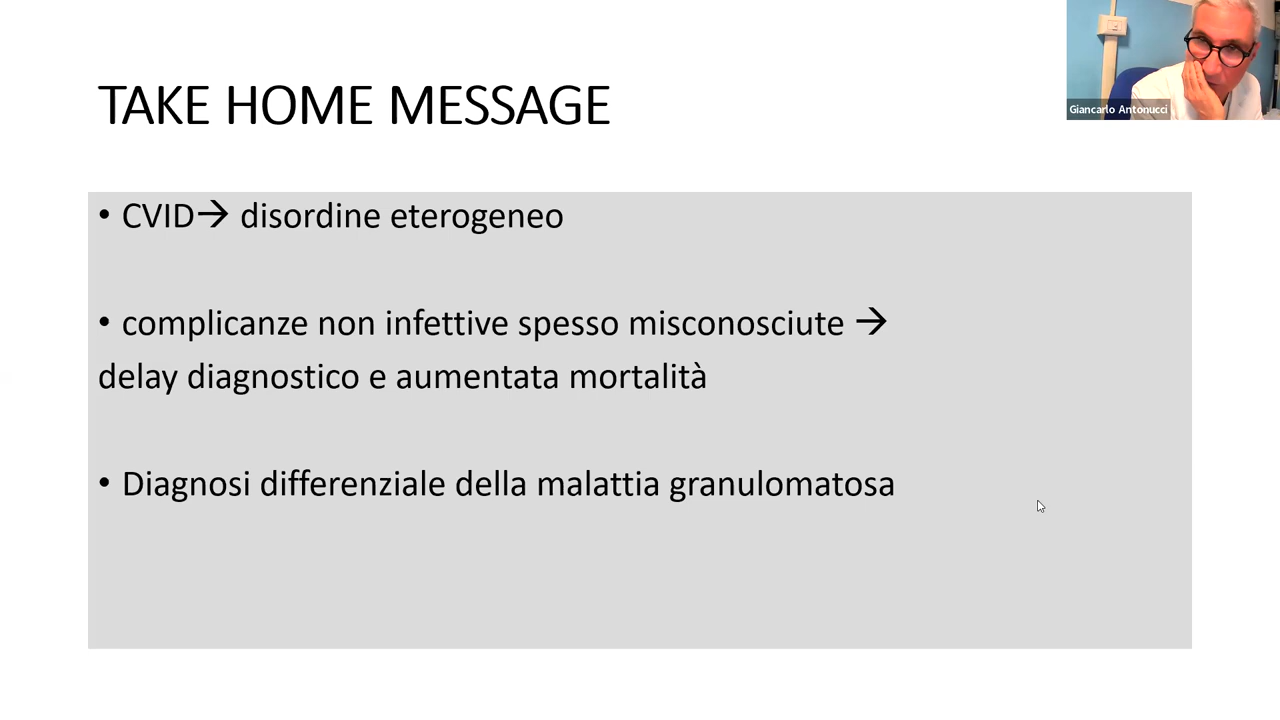 TAKE HOME MESSAGE
Giancarlo Antonucci
• CVID→ disordine eterogeneo
• complicanze non infettive spesso misconosciute →
delay diagnostico e aumentata mortalità
• Diagnosi differenziale della malattia granulomatosa